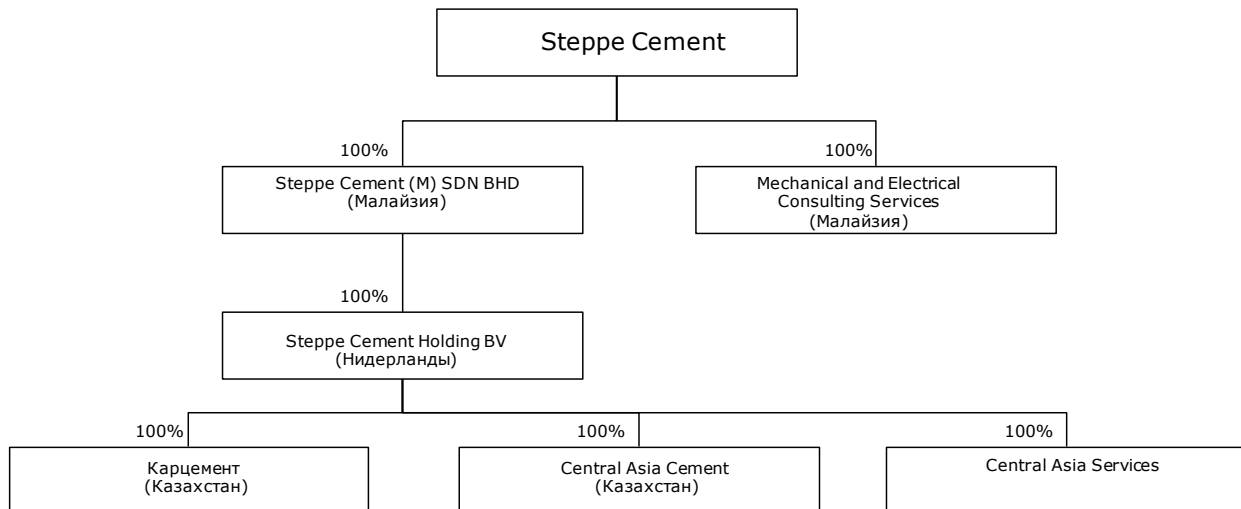 Steppe Cement
100%
100%
Steppe Cement (M) SDN BHD
(Малайзия)
Mechanical and Electrical
Consulting Services
(Малайзия)
100%
Steppe Cement Holding BV
(Нидерланды)
100%
100%
100%
Карцемент
(Казахстан)
Central Asia Cement
(Казахстан)
Central Asia Services